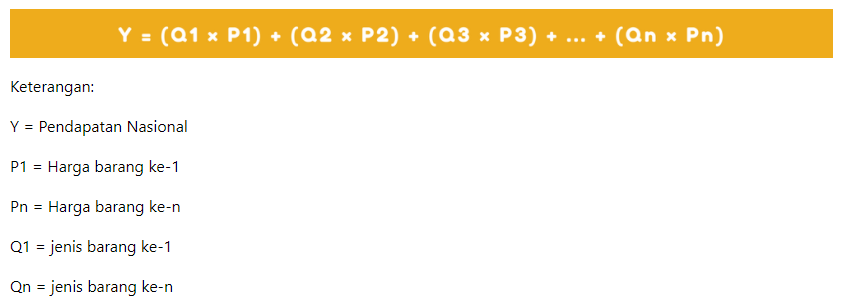 Y = (Q1 × P1) + (Q2 × P2) + (Q3 × P3) + ... + (Qn × Pn)
Keterangan:
Y = Pendapatan Nasional
P1 = Harga barang ke-1
Pn = Harga barang ke-n
Q1 = jenis barang ke-1
Qn = jenis barang ke-n